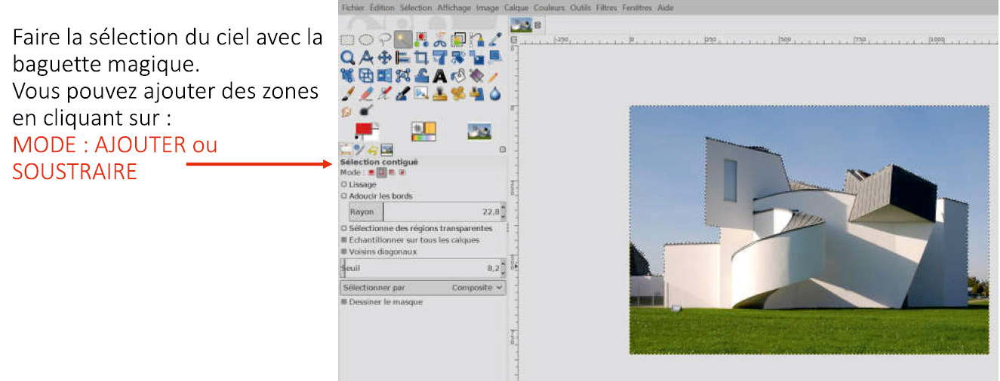 Faire la sélection du ciel avec la
baguette magique.
Vous pouvez ajouter des zones
en cliquant sur :
MODE : AJOUTER ou
SOUSTRAIRE
Fichier Édition Sélection Affichage Image Calque Couleurs Outils Filtres Fenêtres Aide
-250 0 250 500 750 1000
Sélection contiguë
Mode :
Lissage
Adoucir les bords
Rayon 22,8
Sélectionne des régions transparentes
Echantillonner sur tous les calques
Voisins diagonaux
Seuil 8,2
Sélectionner par Composite
Dessiner le masque